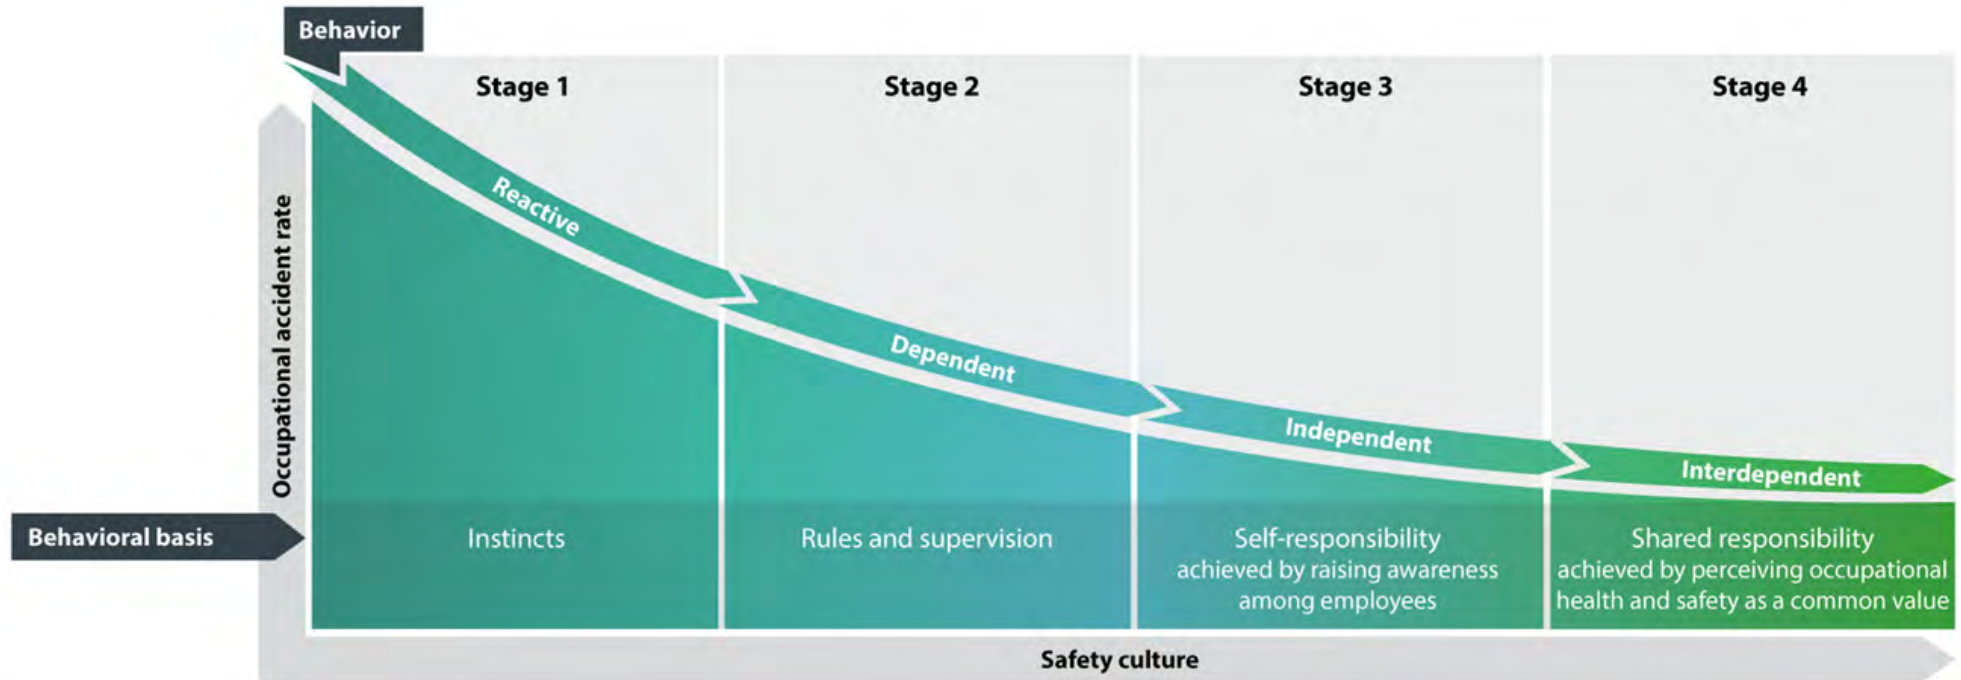 Behavior
Stage 1
Stage 2
Stage 3
Stage 4
Reactive
Dependent
Independent
Interdependent
Occupational accident rate
Behavioral basis
Instincts
Rules and supervision
Self-responsibility
achieved by raising awareness
among employees
Shared responsibility
achieved by perceiving occupational
health and safety as a common value
Safety culture